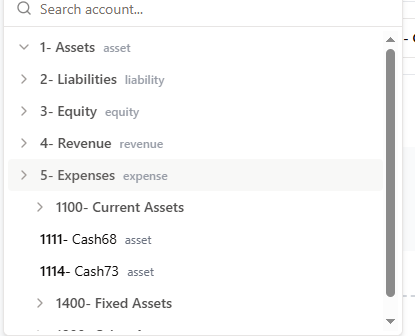 Search account...
1- Assets asset
2- Liabilities liability
3- Equity equity
4- Revenue revenue
5- Expenses expense
1100- Current Assets
1111- Cash68 asset
1114- Cash73 asset
1400- Fixed Assets